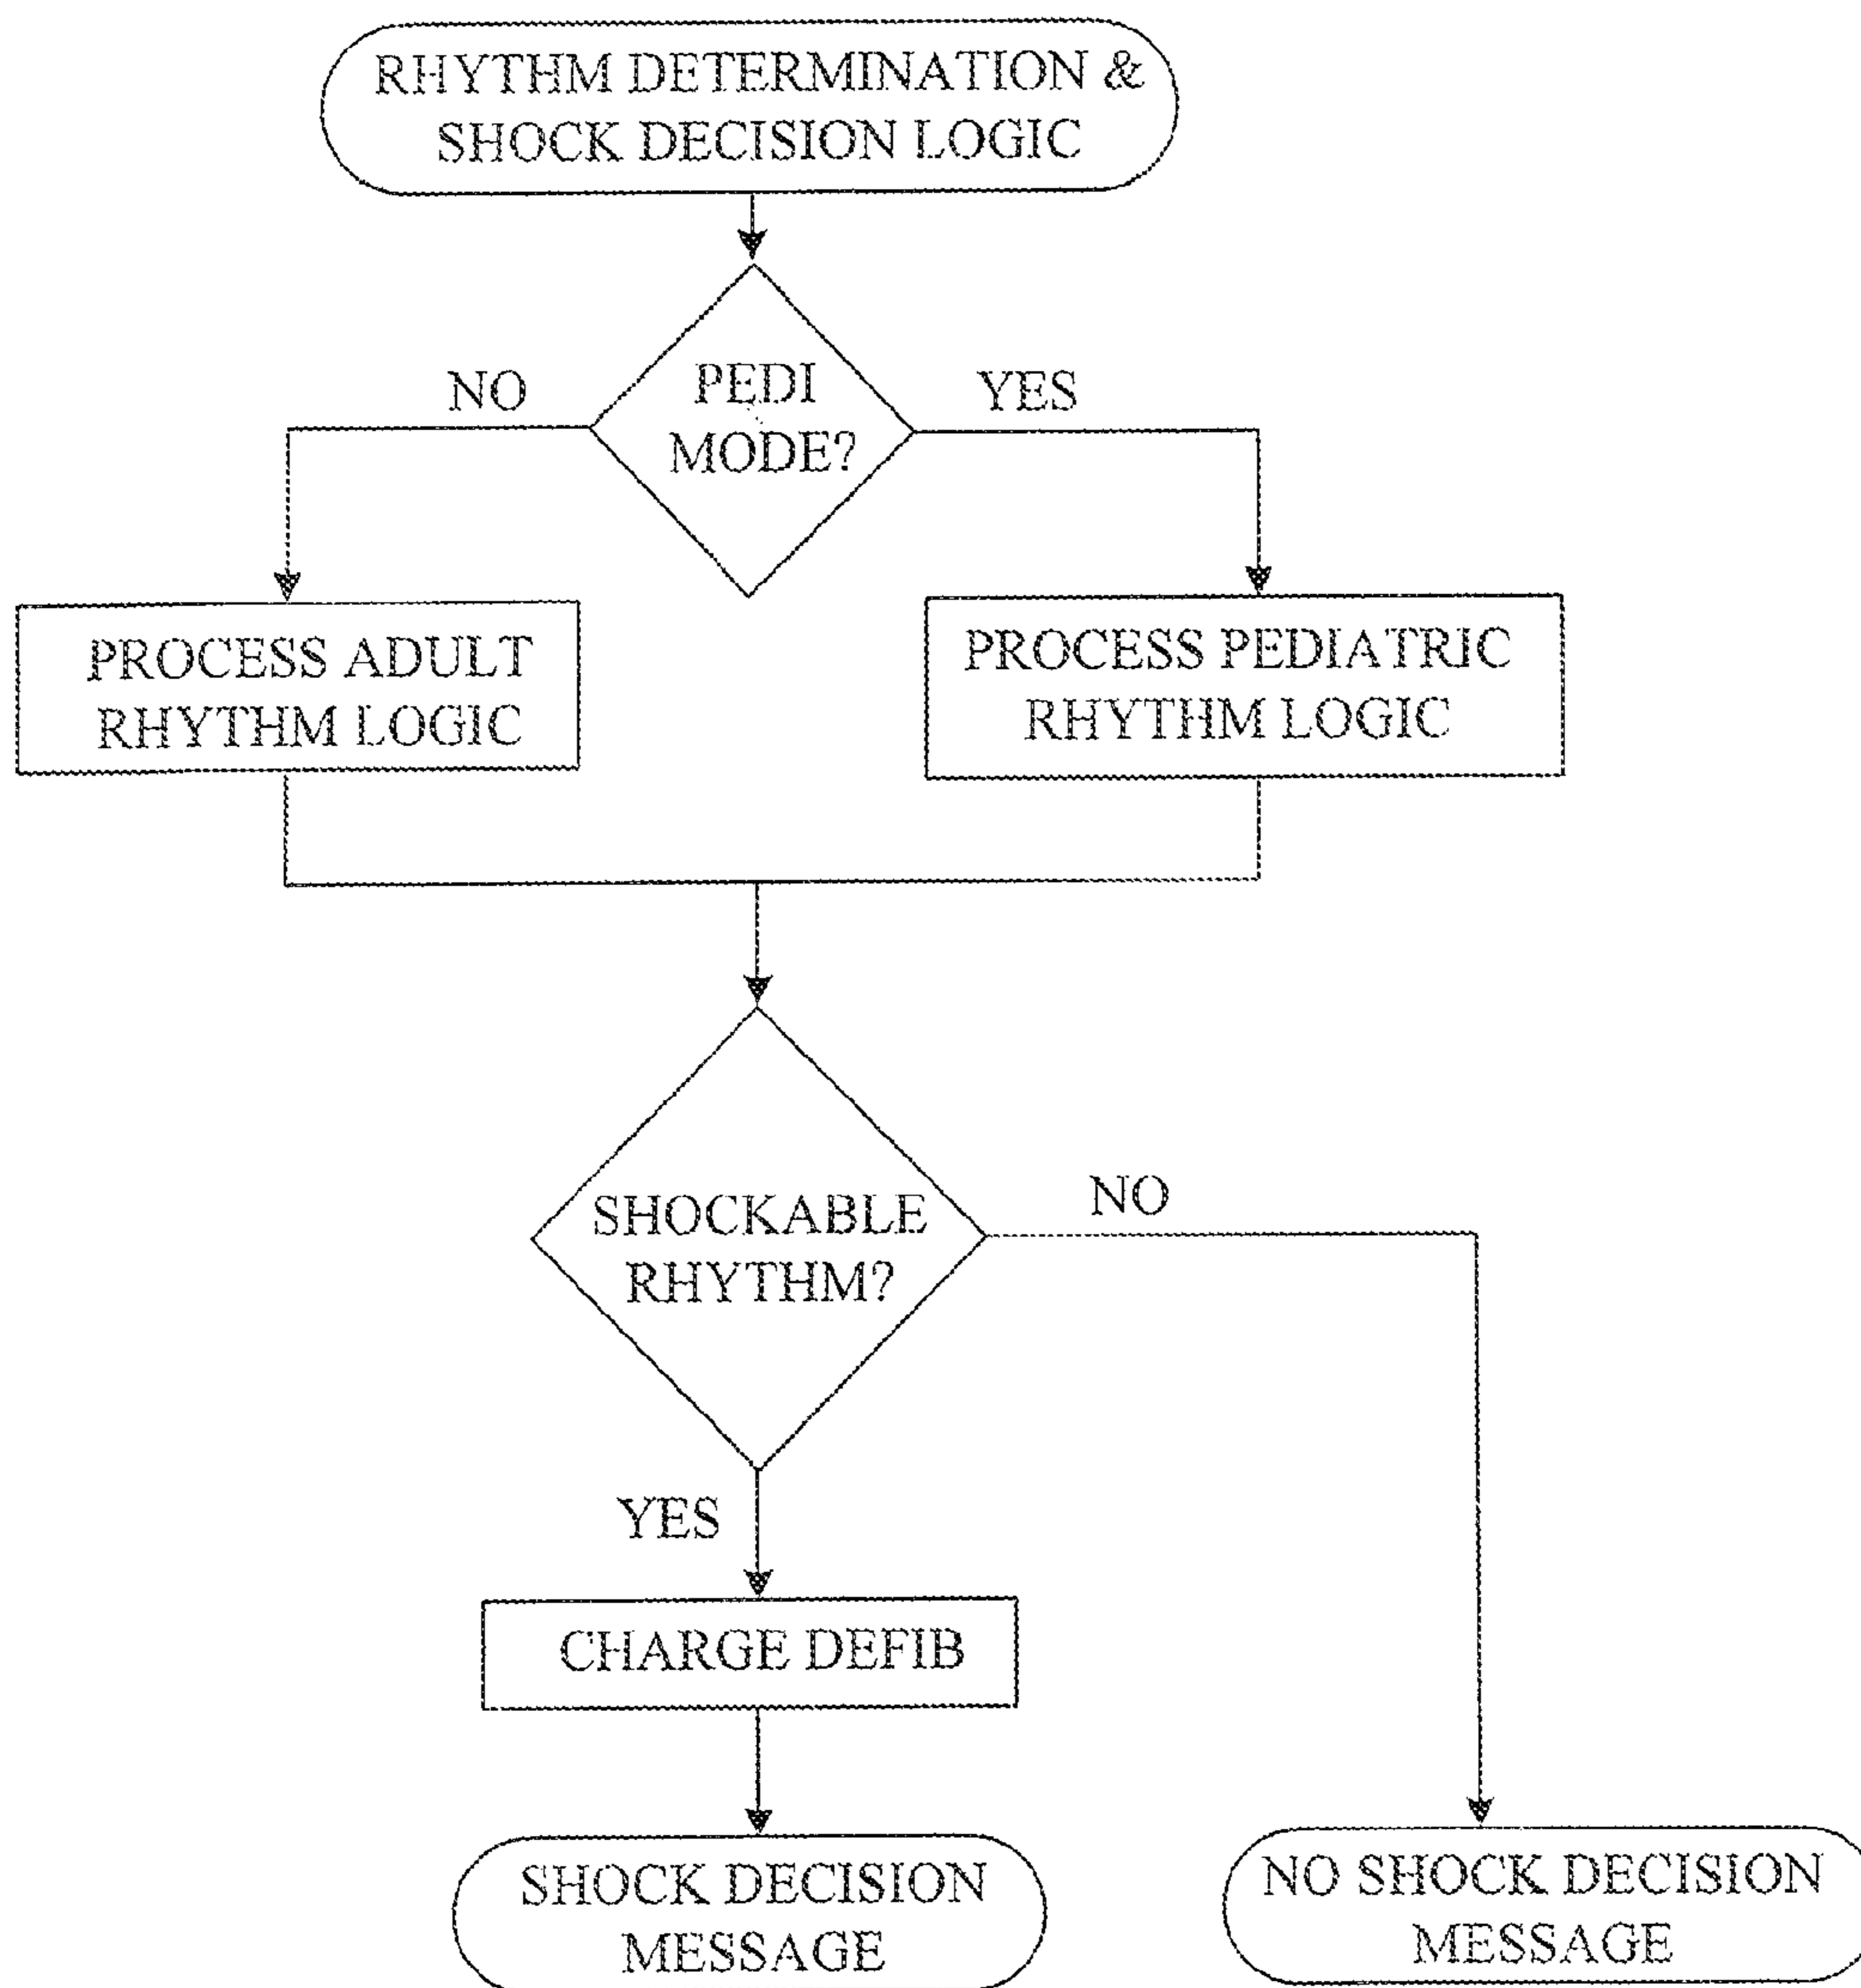 RHYTHM DETERMINATION &
SHOCK DECISION LOGIC
PEDI
MODE?
NO
YES
PROCESS ADULT
RHYTHM LOGIC
PROCESS PEDIATRIC
RHYTHM LOGIC
SHOCKABLE
RHYTHM?
NO
YES
CHARGE DEFIB
SHOCK DECISION
MESSAGE
NO SHOCK DECISION
MESSAGE